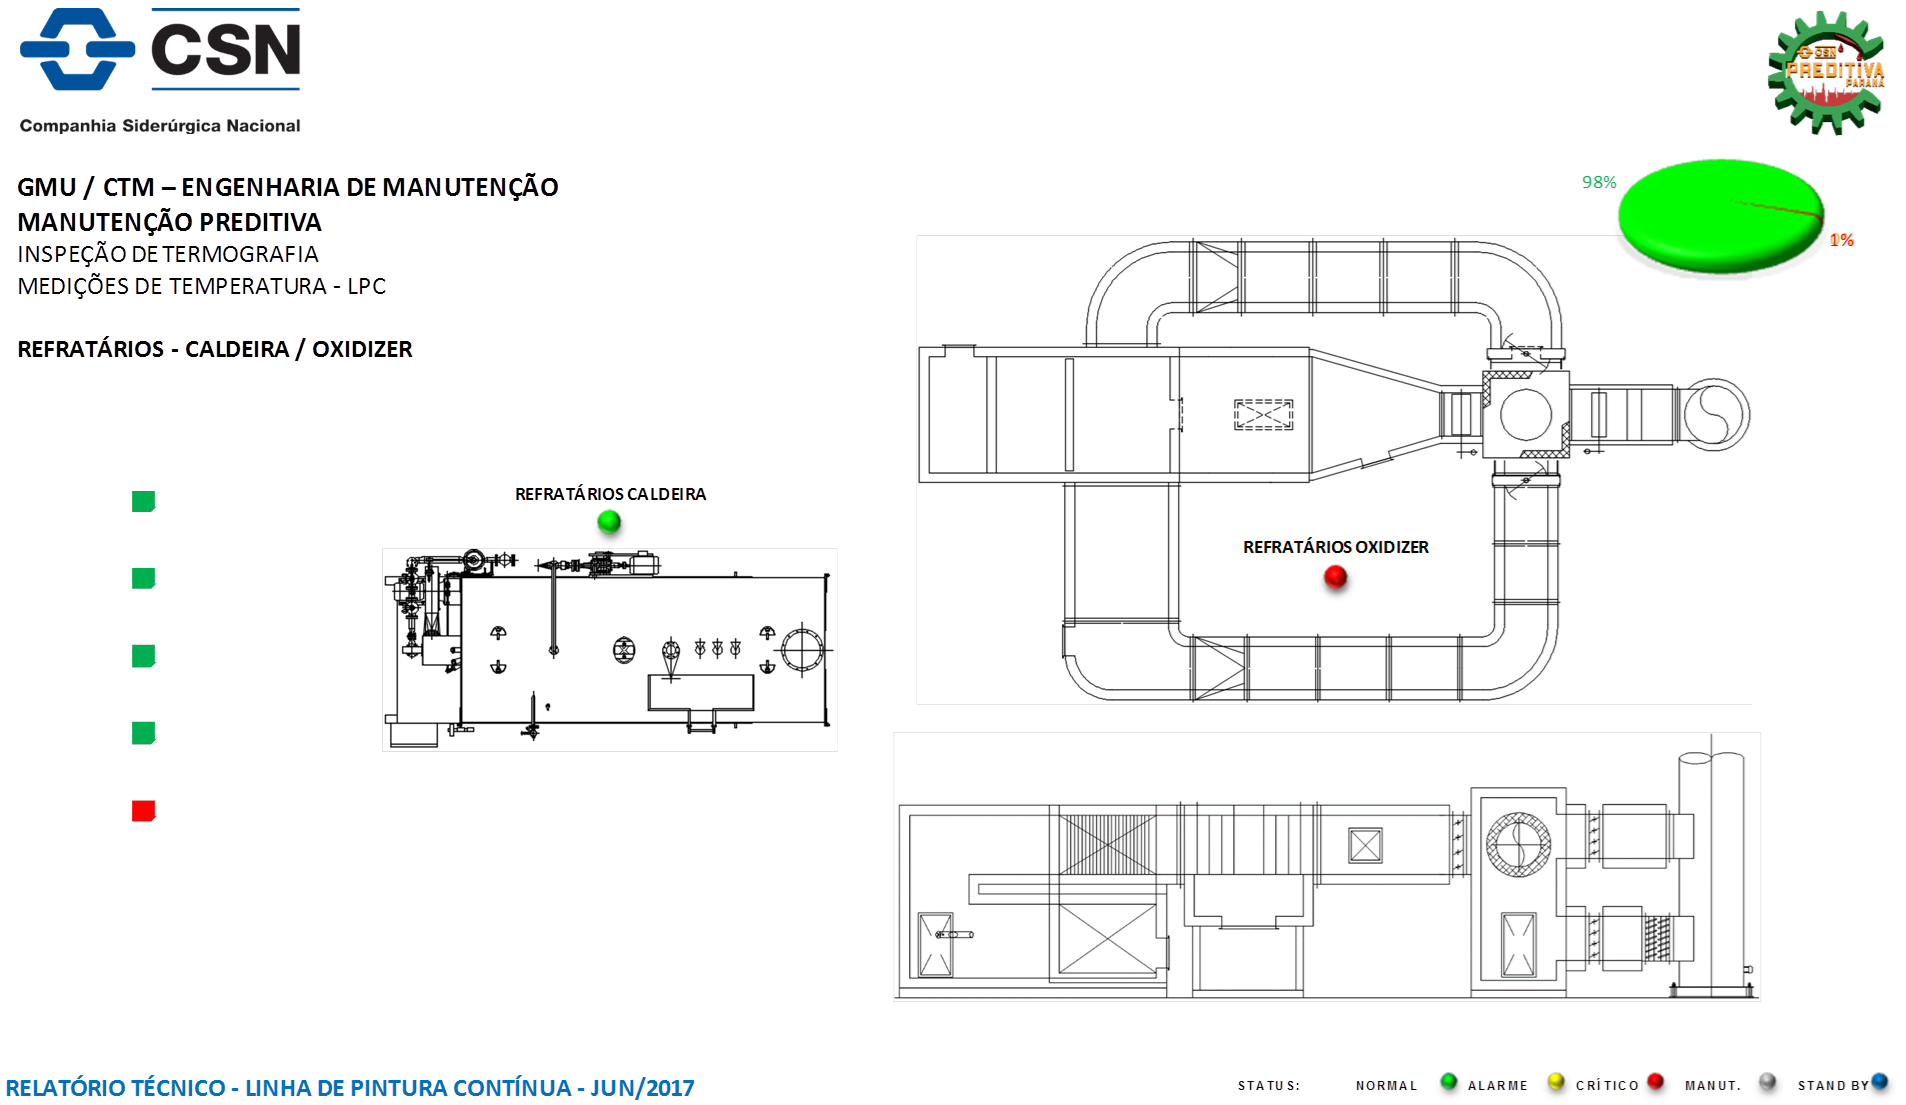 CSN
Companhia Siderúrgica Nacional
CSN
PREDITIVA
PARANÁ
GMU / CTM – ENGENHARIA DE MANUTENÇÃO
MANUTENÇÃO PREDITIVA
INSPEÇÃO DE TERMOGRAFIA
MEDIÇÕES DE TEMPERATURA - LPC
REFRATÁRIOS - CALDEIRA / OXIDIZER
98%
REFRATÁRIOS CALDEIRA
REFRATÁRIOS OXIDIZER
RELATÓRIO TÉCNICO - LINHA DE PINTURA CONTÍNUA - JUN/2017
STATUS: NORMAL ALARME CRÍTICO MANUT. STAND BY